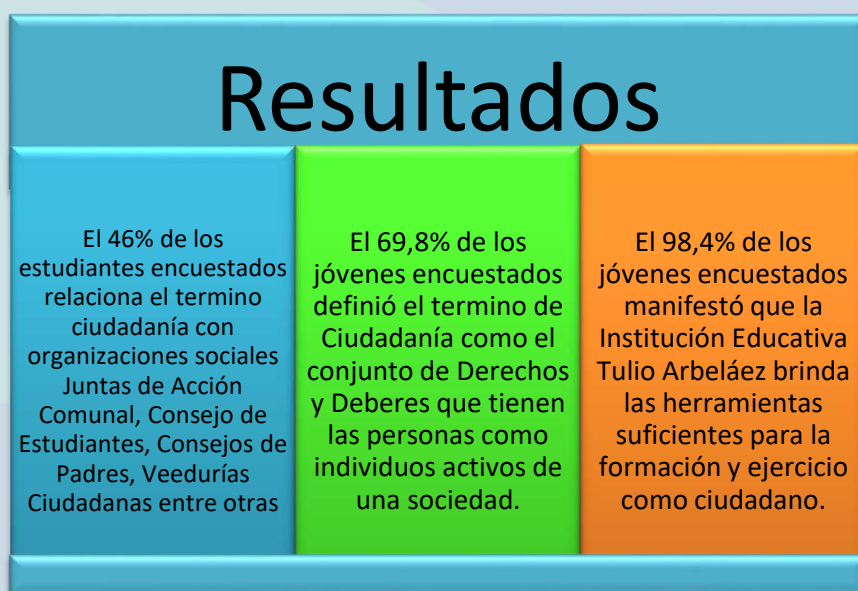 Resultados
El 46% de los
estudiantes encuestados
relaciona el termino
ciudadanía con
organizaciones sociales
Juntas de Acción
Comunal, Consejo de
Estudiantes, Consejos de
Padres, Veedurías
Ciudadanas entre otras
El 69,8% de los
jóvenes encuestados
definió el termino de
Ciudadanía como el
conjunto de Derechos
y Deberes que tienen
las personas como
individuos activos de
una sociedad.
El 98,4% de los
jóvenes encuestados
manifestó que la
Institución Educativa
Tulio Arbeláez brinda
las herramientas
suficientes para la
formación y ejercicio
como ciudadano.